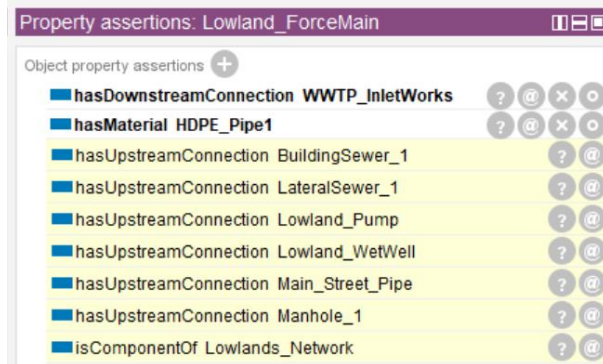 Property assertions: Lowland_ForceMain
Object property assertions
hasDownstreamConnection WWTP_InletWorks
hasMaterial HDPE_Pipe1
hasUpstreamConnection BuildingSewer_1
hasUpstreamConnection LateralSewer_1
hasUpstreamConnection Lowland_Pump
hasUpstreamConnection Lowland_WetWell
hasUpstreamConnection Main_Street_Pipe
hasUpstreamConnection Manhole_1
isComponentOf Lowlands_Network